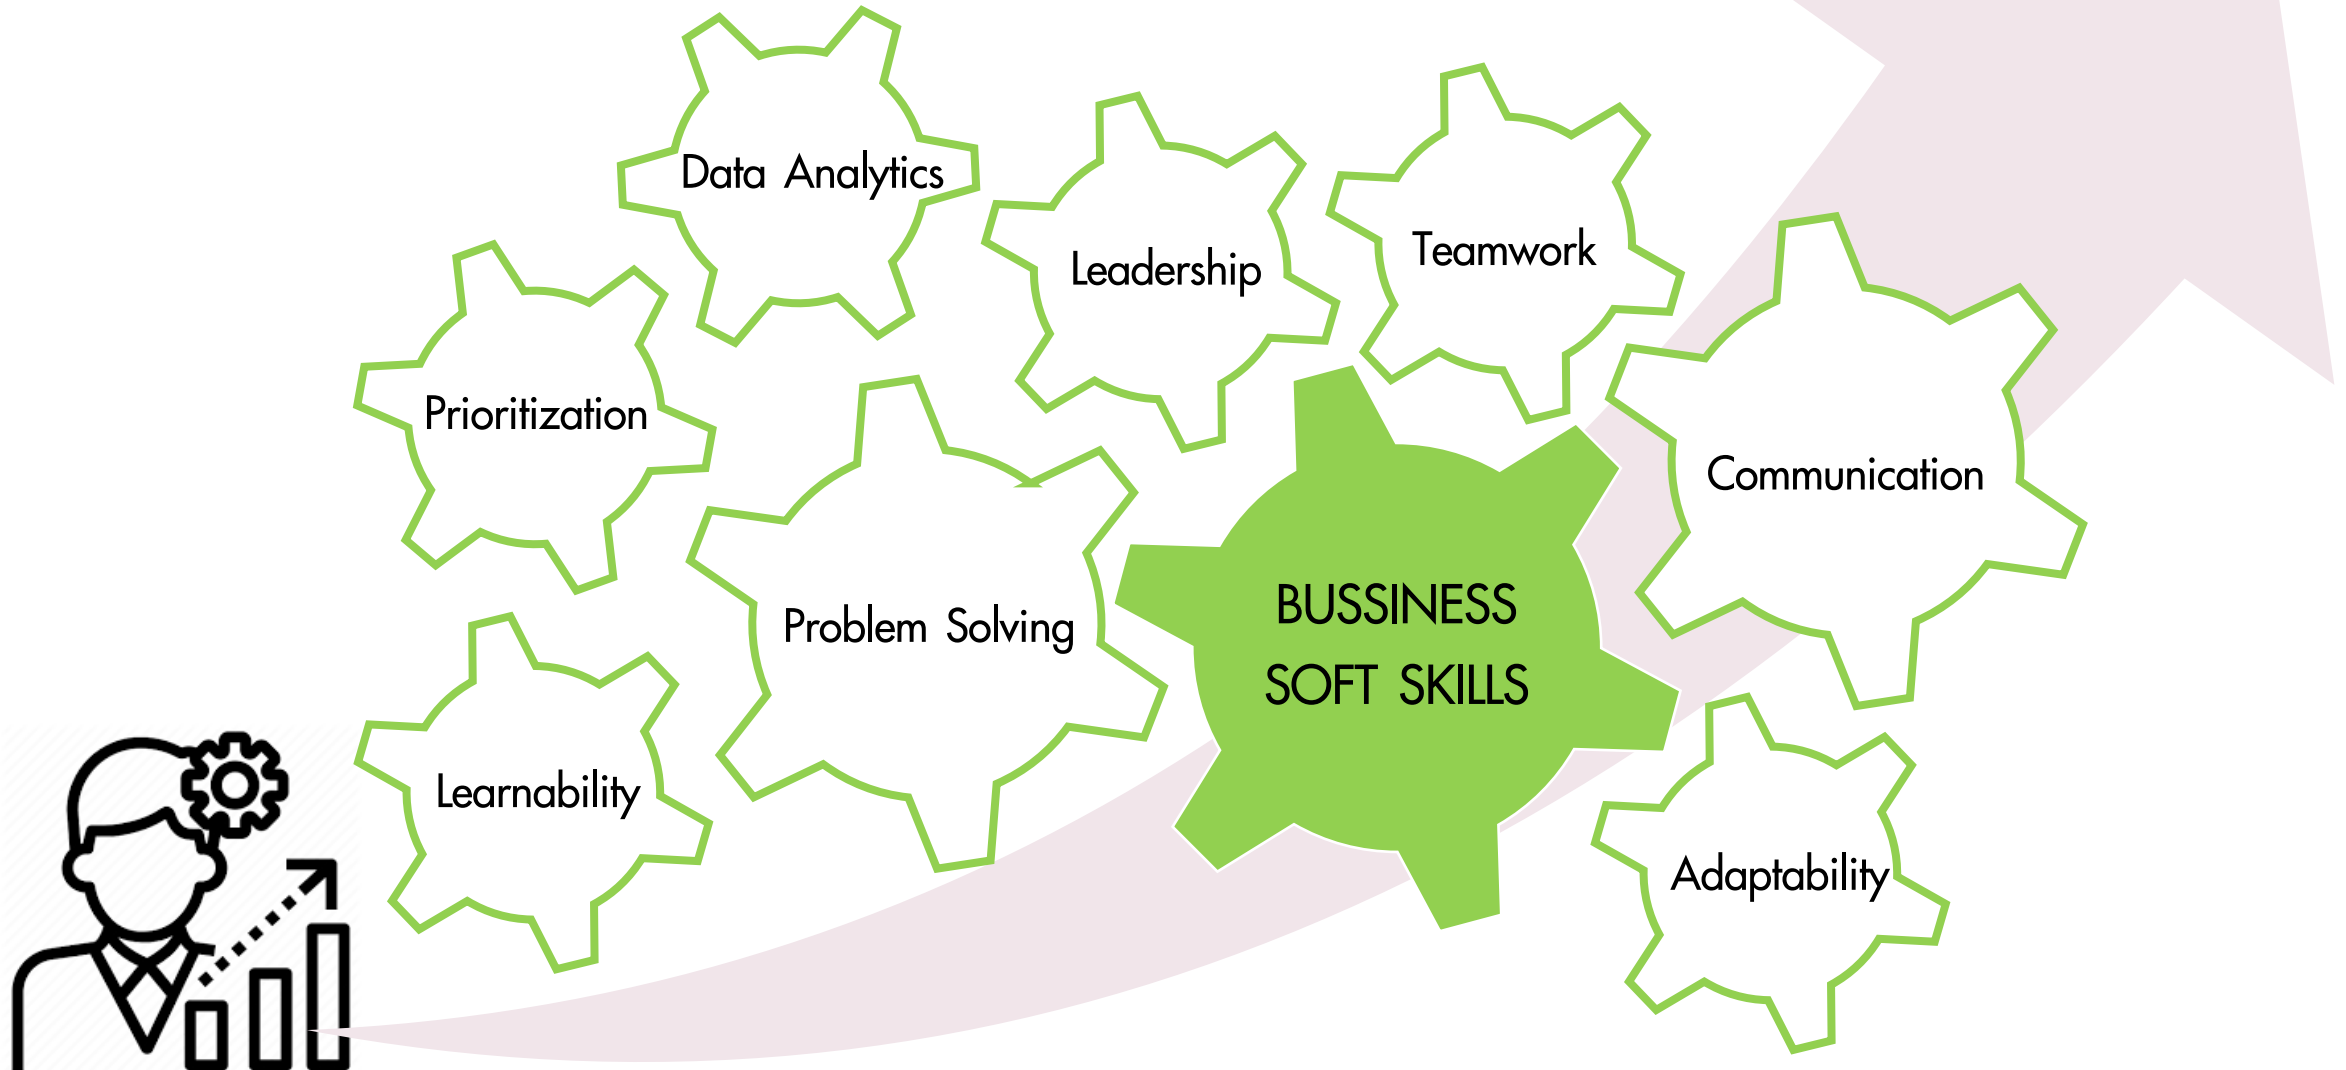 Data Analytics
Leadership
Teamwork
Prioritization
Communication
Problem Solving
BUSSINESS
SOFT SKILLS
Learnability
Adaptability